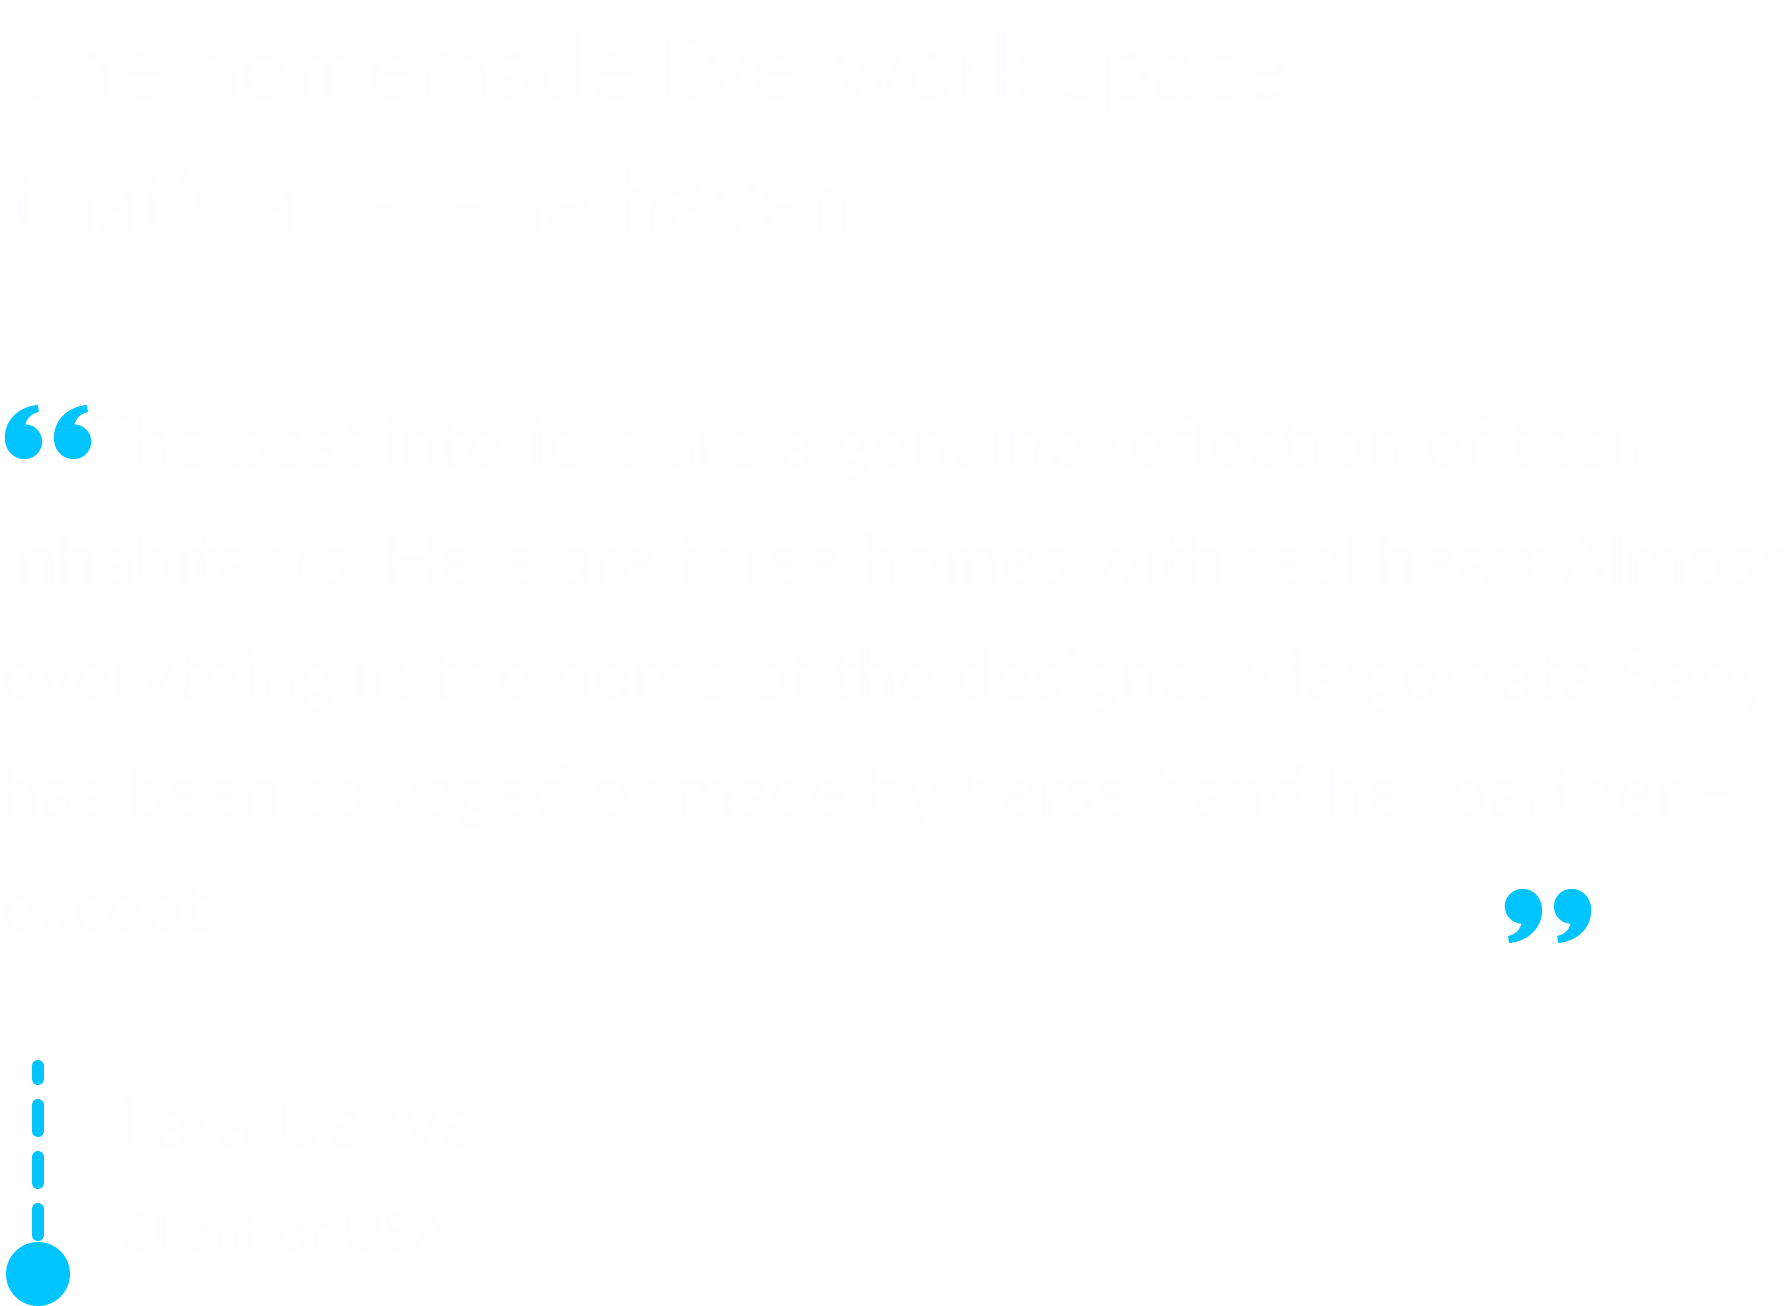 The homemade live-work space
that's a serene haven
“ The best interiors are a genuine reflection of their
inhabitants. Here are three homes with real heart Almost
everything in the home of the designer Małgorzata Bany
has been salvaged or made by herself and her partner –
except. ”
Lara Denver
Client of USA